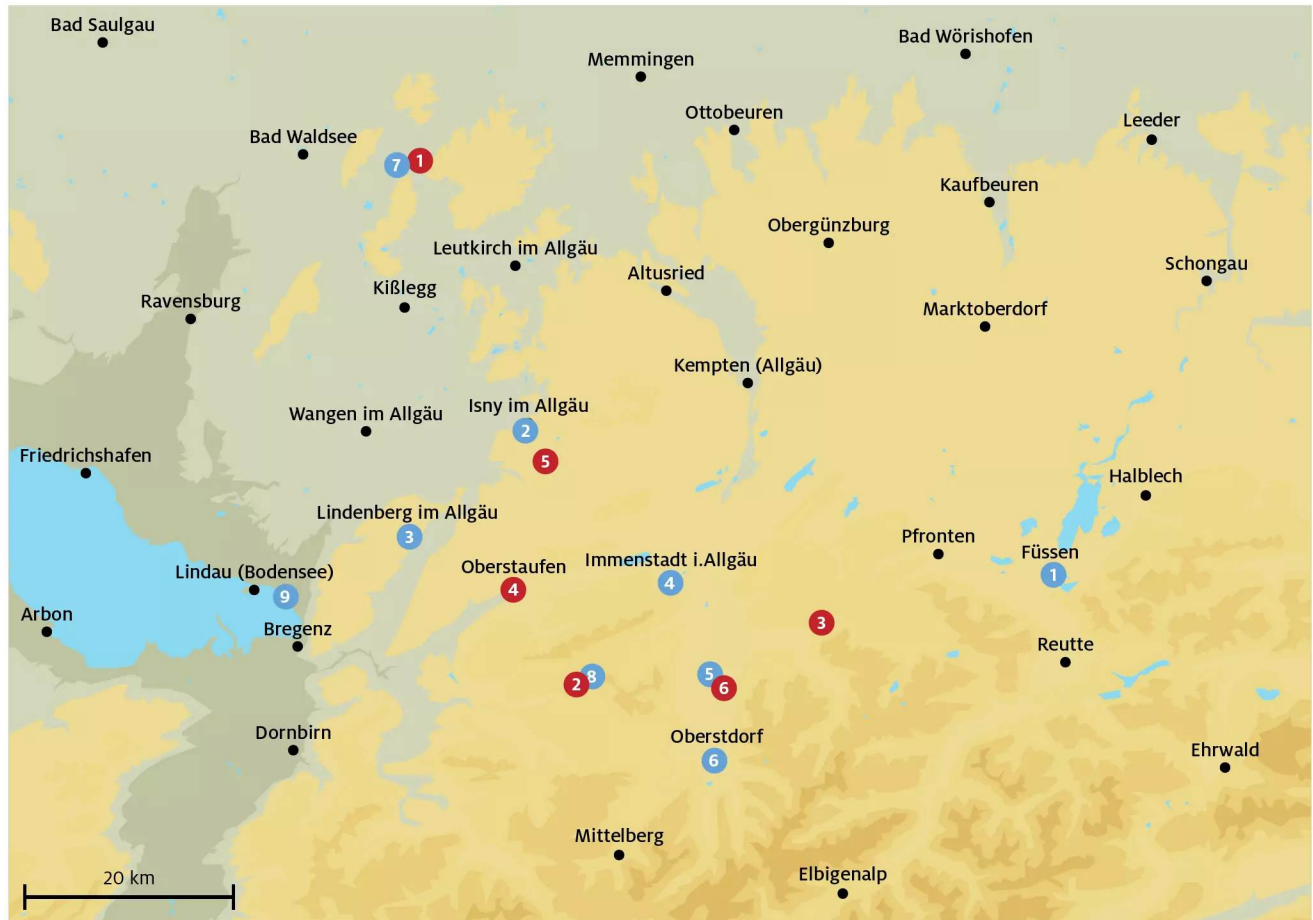 Bad Saulgau
Bad Wörishofen
Memmingen
Ottobeuren
Leeder
Bad Waldsee
7
1
Kaufbeuren
Obergünzburg
Leutkirch im Allgäu
Schongau
Altusried
Kißlegg
Ravensburg
Marktoberdorf
Kempten (Allgäu)
Isny im Allgäu
Wangen im Allgäu
2
Friedrichshafen
5
Halblech
Lindenberg im Allgäu
3
Pfronten
Füssen
Immenstadt i.Allgäu
Oberstaufen
Lindau (Bodensee)
1
4
4
9
Arbon
3
Bregenz
Reutte
5
8
2
6
Oberstdorf
Dornbirn
Ehrwald
6
Mittelberg
Elbigenalp
20 km